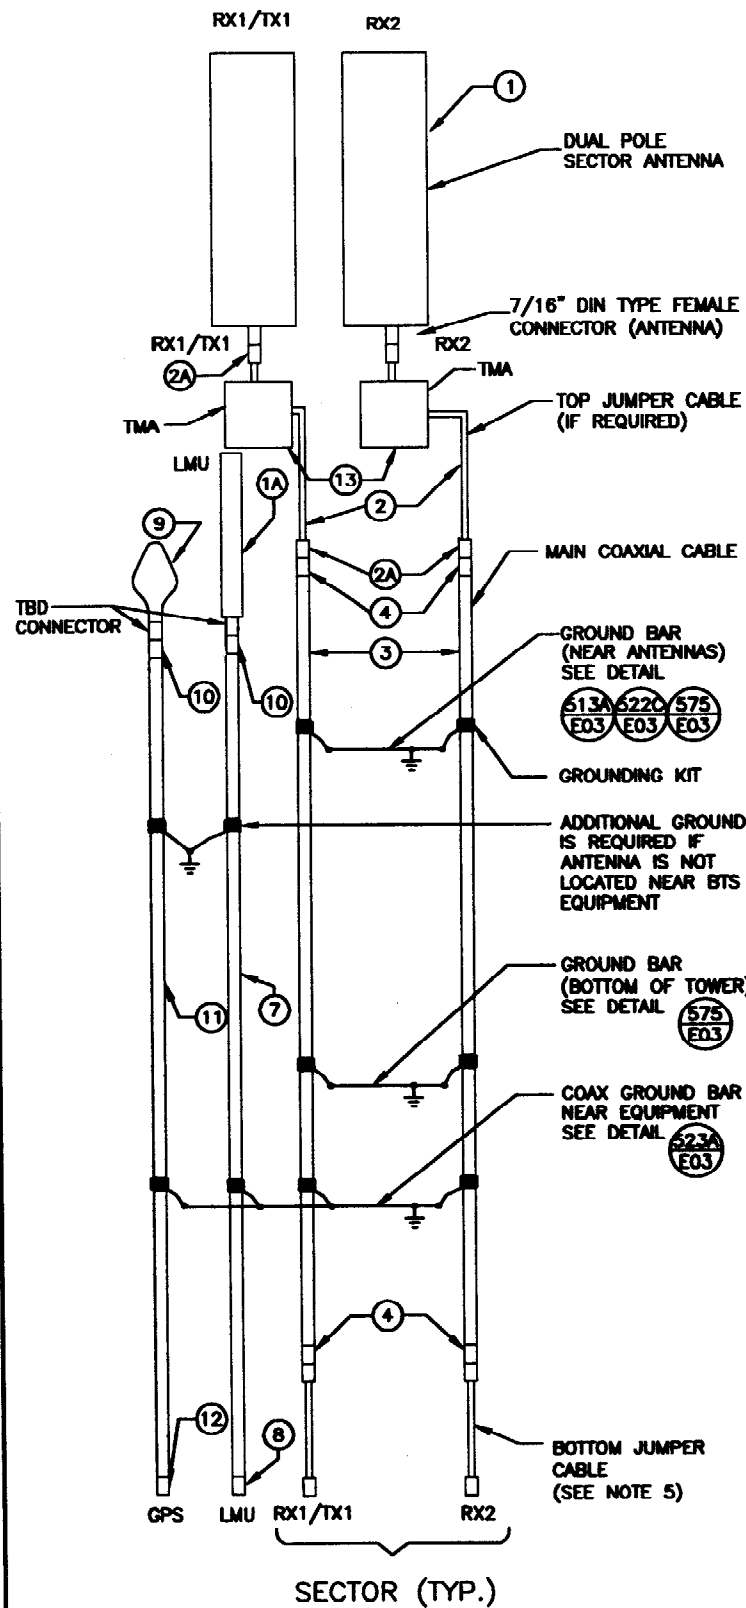 RX1/TX1
RX2
1
DUAL POLE
SECTOR ANTENNA
7/16" DIN TYPE FEMALE
CONNECTOR (ANTENNA)
RX1/TX1
RX2
2A
TMA
TMA
TOP JUMPER CABLE
(IF REQUIRED)
LMU
13
1A
2
9
2A
MAIN COAXIAL CABLE
4
TBD
CONNECTOR
3
GROUND BAR
(NEAR ANTENNAS)
SEE DETAIL
10
10
513A 522C 575
E03 E03 E03
GROUNDING KIT
ADDITIONAL GROUND
IS REQUIRED IF
ANTENNA IS NOT
LOCATED NEAR BTS
EQUIPMENT
GROUND BAR
(BOTTOM OF TOWER)
SEE DETAIL
575
E03
11
7
COAX GROUND BAR
NEAR EQUIPMENT
SEE DETAIL
523A
E03
4
12
8
BOTTOM JUMPER
CABLE
(SEE NOTE 5)
GPS
LMU
RX1/TX1
RX2
SECTOR (TYP.)